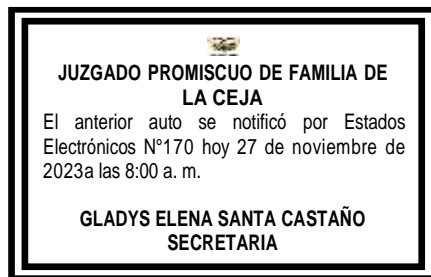 JUZGADO PROMISCUO DE FAMILIA DE
LA CEJA
El anterior auto se notificó por Estados
Electrónicos N°170 hoy 27 de noviembre de
2023a las 8:00 a. m.
GLADYS ELENA SANTA CASTAÑO
SECRETARIA